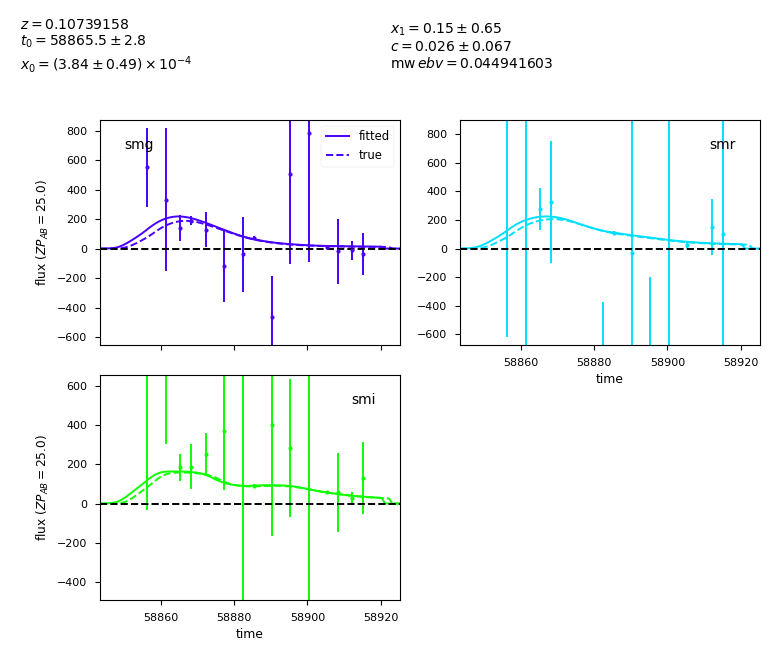 z = 0.10739158
t₀ = 58865.5 ± 2.8
x₀ = (3.84 ± 0.49) × 10⁻⁴
x₁ = 0.15 ± 0.65
c = 0.026 ± 0.067
mw ebv = 0.044941603
smg
fitted
true
800
600
400
200
0
−200
−400
−600
flux (ZP_AB = 25.0)
smr
800
600
400
200
0
−200
−400
−600
58860 58880 58900 58920
time
smi
600
400
200
0
−200
−400
flux (ZP_AB = 25.0)
58860 58880 58900 58920
time